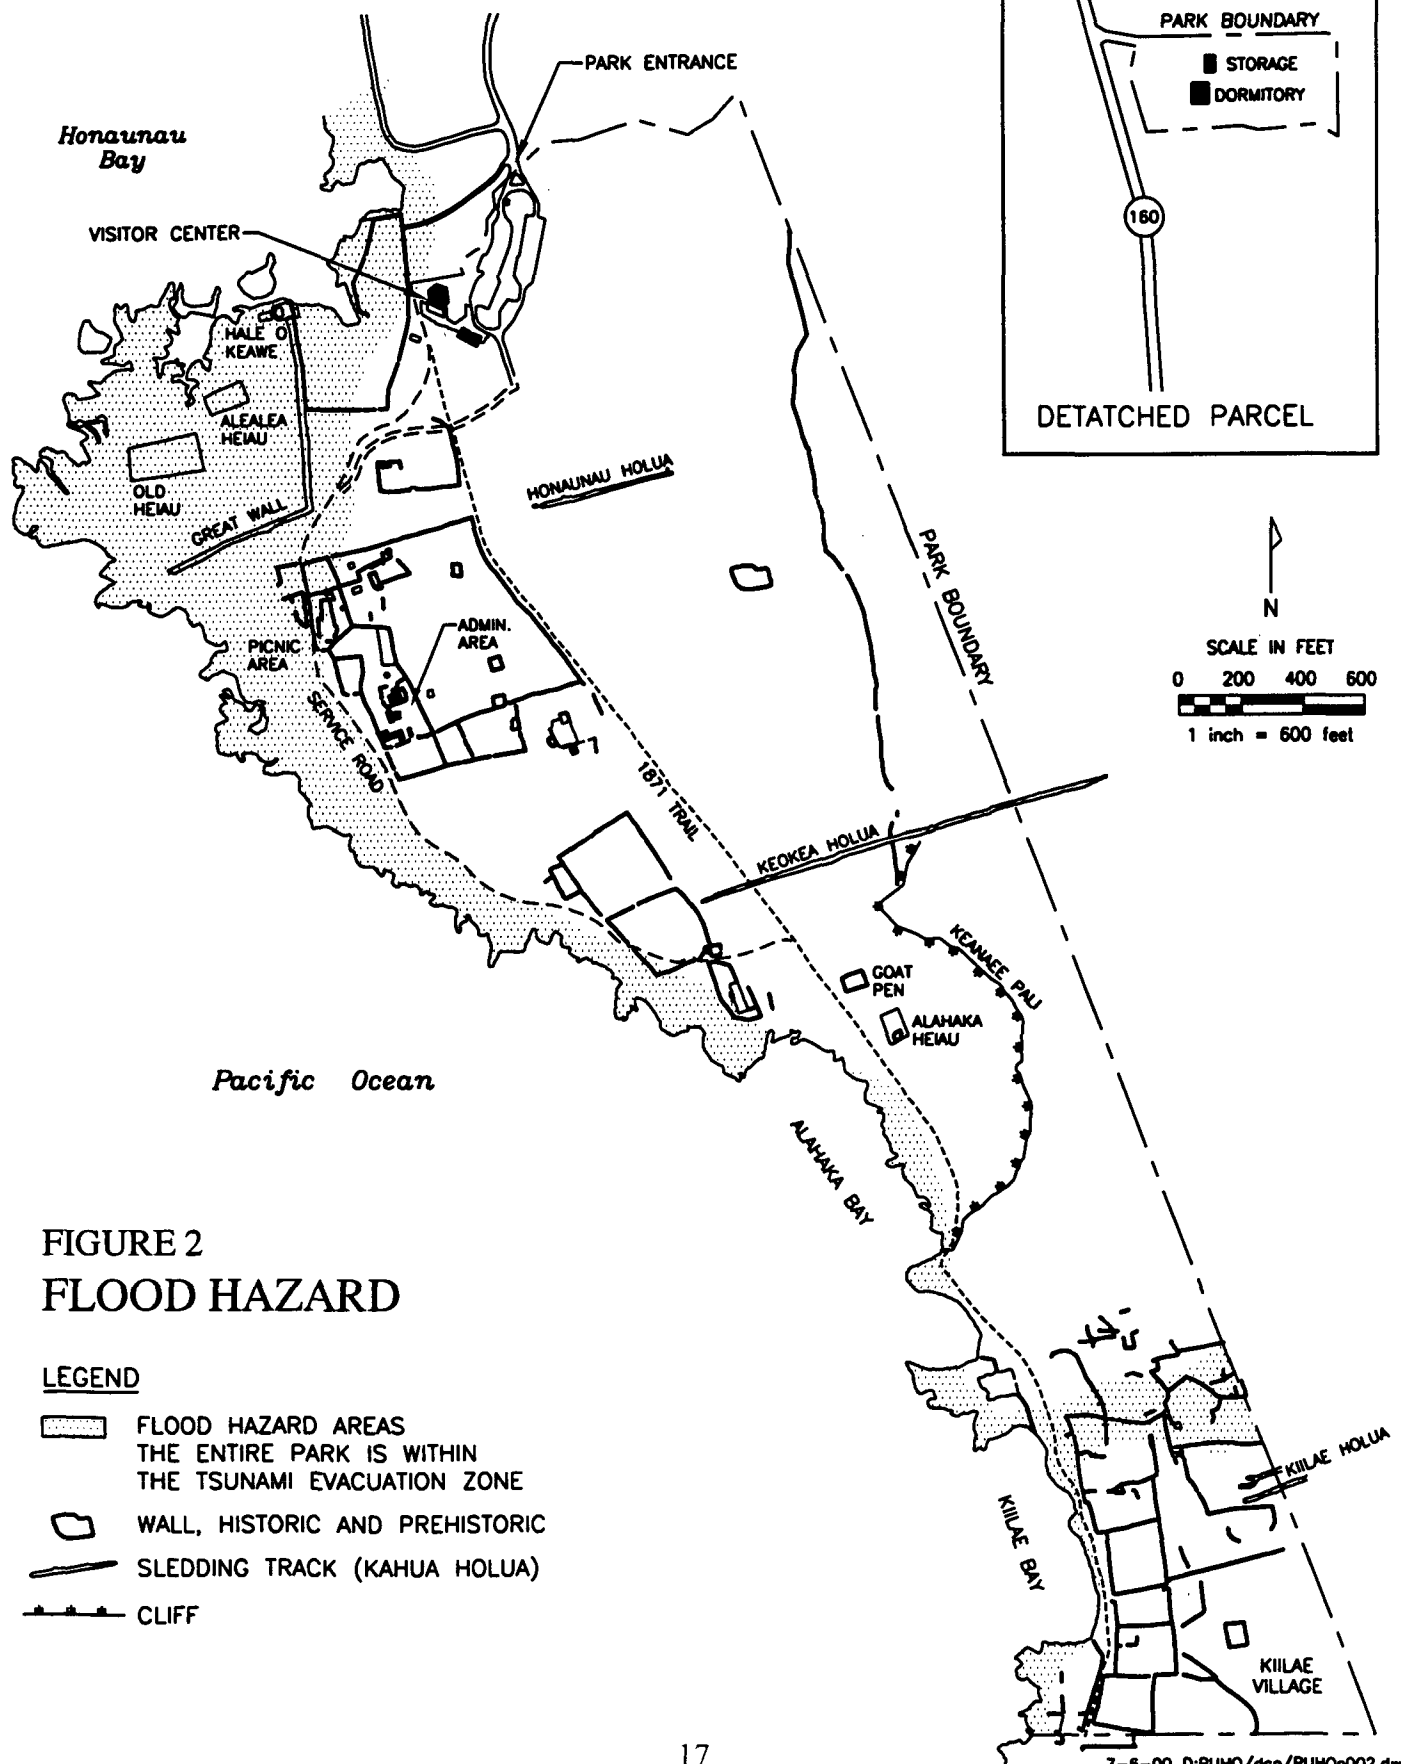 PARK BOUNDARY
STORAGE
DORMITORY
160
DETATCHED PARCEL
PARK ENTRANCE
Honaunau
Bay
VISITOR CENTER
HALE O
KEAWE
ALEALEA
HEIAU
OLD
HEIAU
GREAT WALL
HONAUNAU HOLUA
PARK BOUNDARY
N
SCALE IN FEET
0 200 400 600
1 inch = 600 feet
PICNIC
AREA
ADMIN.
AREA
SERVICE ROAD
1871 TRAIL
KEOKEA HOLUA
KEANAEE PALI
GOAT
PEN
ALAHAKA
HEIAU
Pacific Ocean
ALAHAKA BAY
FIGURE 2
FLOOD HAZARD
LEGEND
FLOOD HAZARD AREAS
THE ENTIRE PARK IS WITHIN
THE TSUNAMI EVACUATION ZONE
WALL, HISTORIC AND PREHISTORIC
SLEDDING TRACK (KAHUA HOLUA)
CLIFF
KIILAE HOLUA
KIILAE BAY
KIILAE
VILLAGE
17